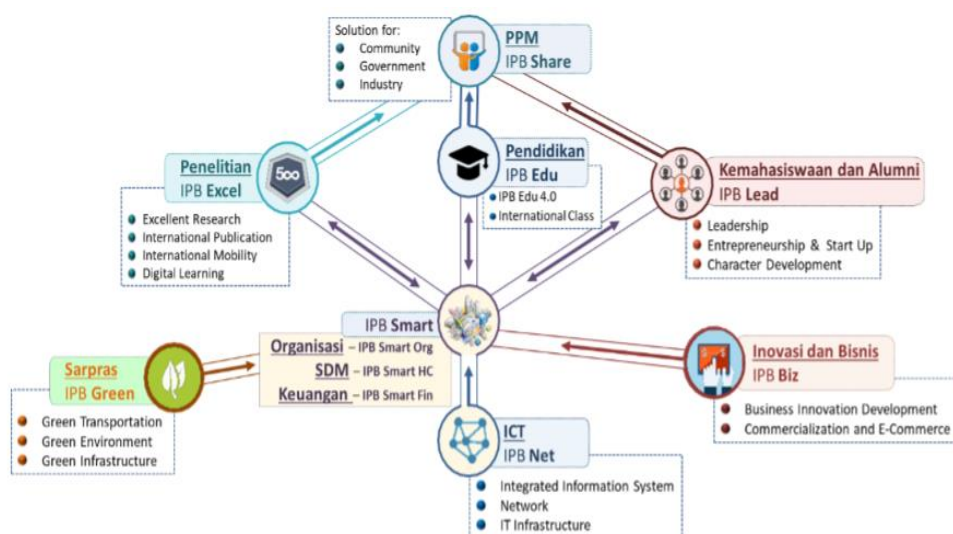 Solution for:
Community
Government
Industry
PPM
IPB Share
Penelitian
IPB Excel
500
Excellent Research
International Publication
International Mobility
Digital Learning
Pendidikan
IPB Edu
IPB Edu 4.0
International Class
Kemahasiswaan dan Alumni
IPB Lead
Leadership
Entrepreneurship & Start Up
Character Development
IPB Smart
Organisasi – IPB Smart Org
SDM – IPB Smart HC
Keuangan – IPB Smart Fin
Sarpras
IPB Green
Green Transportation
Green Environment
Green Infrastructure
Inovasi dan Bisnis
IPB Biz
Business Innovation Development
Commercialization and E-Commerce
ICT
IPB Net
Integrated Information System
Network
IT Infrastructure